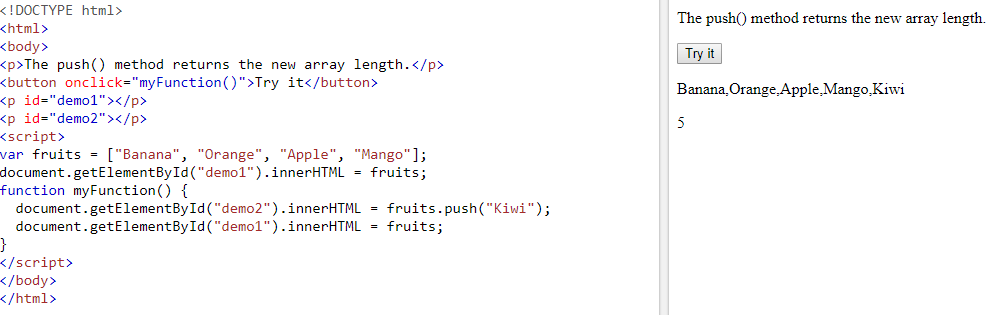 <!DOCTYPE html>
<html>
<body>
<p>The push() method returns the new array length.</p>
<button onclick="myFunction()">Try it</button>
<p id="demo1"></p>
<p id="demo2"></p>
<script>
var fruits = ["Banana", "Orange", "Apple", "Mango"];
document.getElementById("demo1").innerHTML = fruits;
function myFunction() {
  document.getElementById("demo2").innerHTML = fruits.push("Kiwi");
  document.getElementById("demo1").innerHTML = fruits;
}
</script>
</body>
</html>
The push() method returns the new array length.
Try it
Banana,Orange,Apple,Mango,Kiwi
5